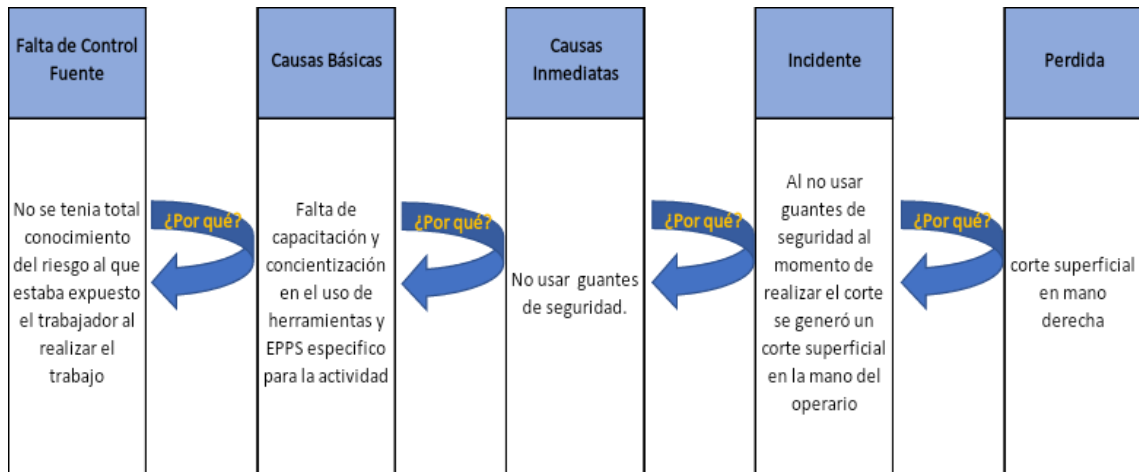 Falta de Control
Fuente
Causas Básicas
Causas
Inmediatas
Incidente
Perdida
No se tenia total
conocimiento
del riesgo al que
estaba expuesto
el trabajador al
realizar el
trabajo
¿Por qué?
Falta de
capacitación y
concientización
en el uso de
herramientas y
EPPS especifico
para la actividad
¿Por qué?
No usar guantes
de seguridad.
¿Por qué?
Al no usar
guantes de
seguridad al
momento de
realizar el corte
se generó un
corte superficial
en la mano del
operario
¿Por qué?
corte superficial
en mano
derecha